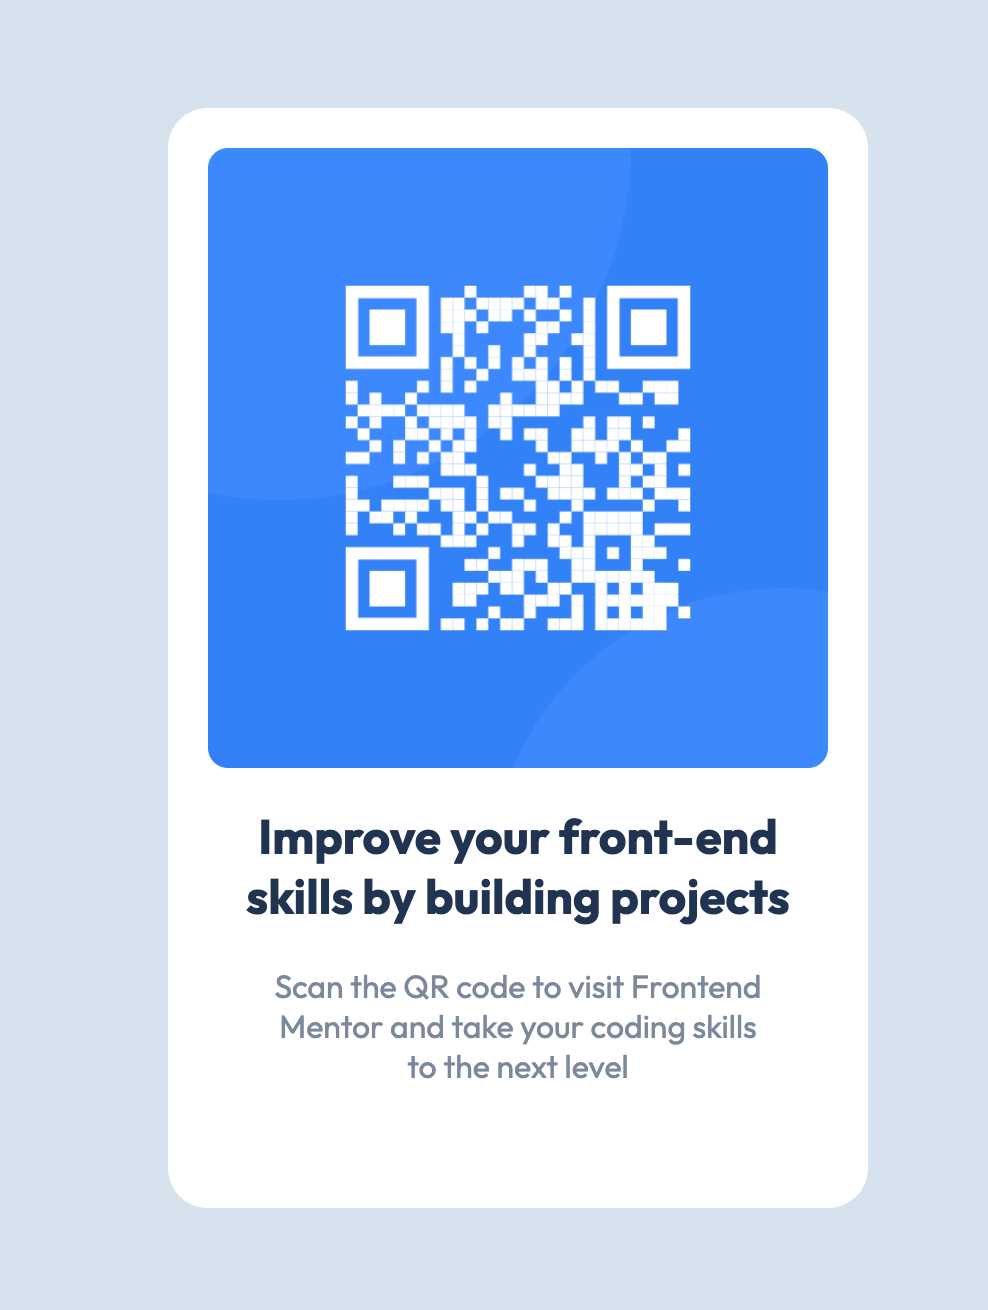 Improve your front-end
skills by building projects
Scan the QR code to visit Frontend
Mentor and take your coding skills
to the next level